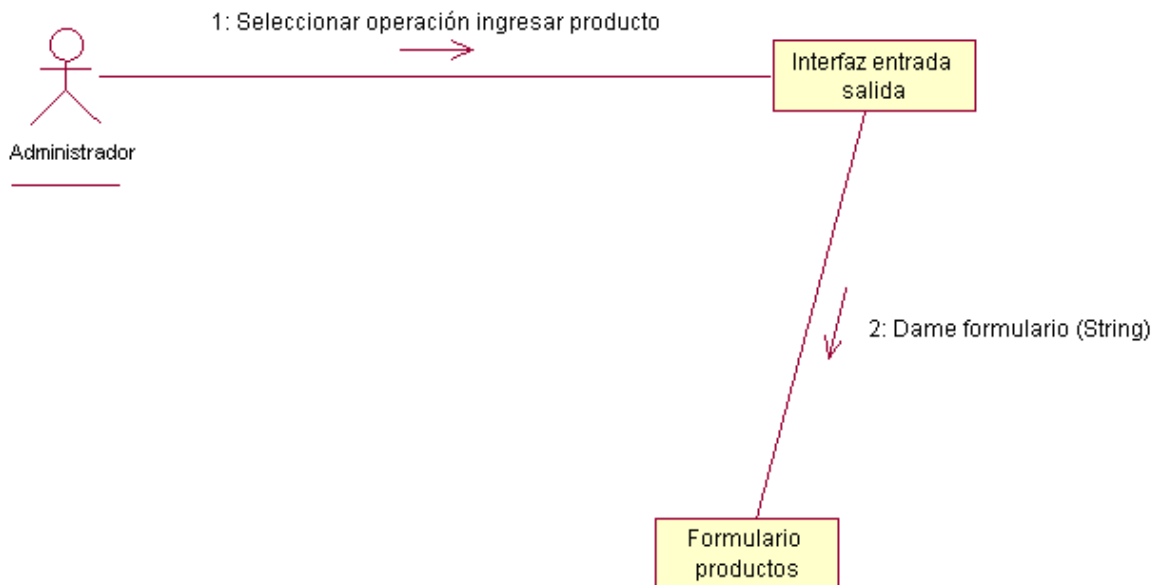 1: Seleccionar operación ingresar producto
Interfaz entrada
salida
Administrador
2: Dame formulario (String)
Formulario
productos